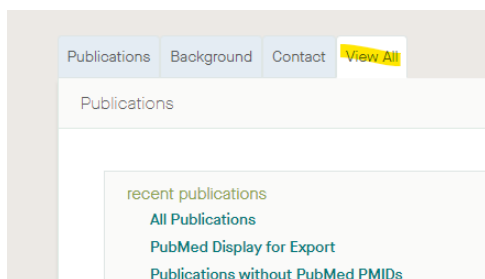 Publications Background Contact View All
Publications
recent publications
All Publications
PubMed Display for Export
Publications without PubMed PMIDs